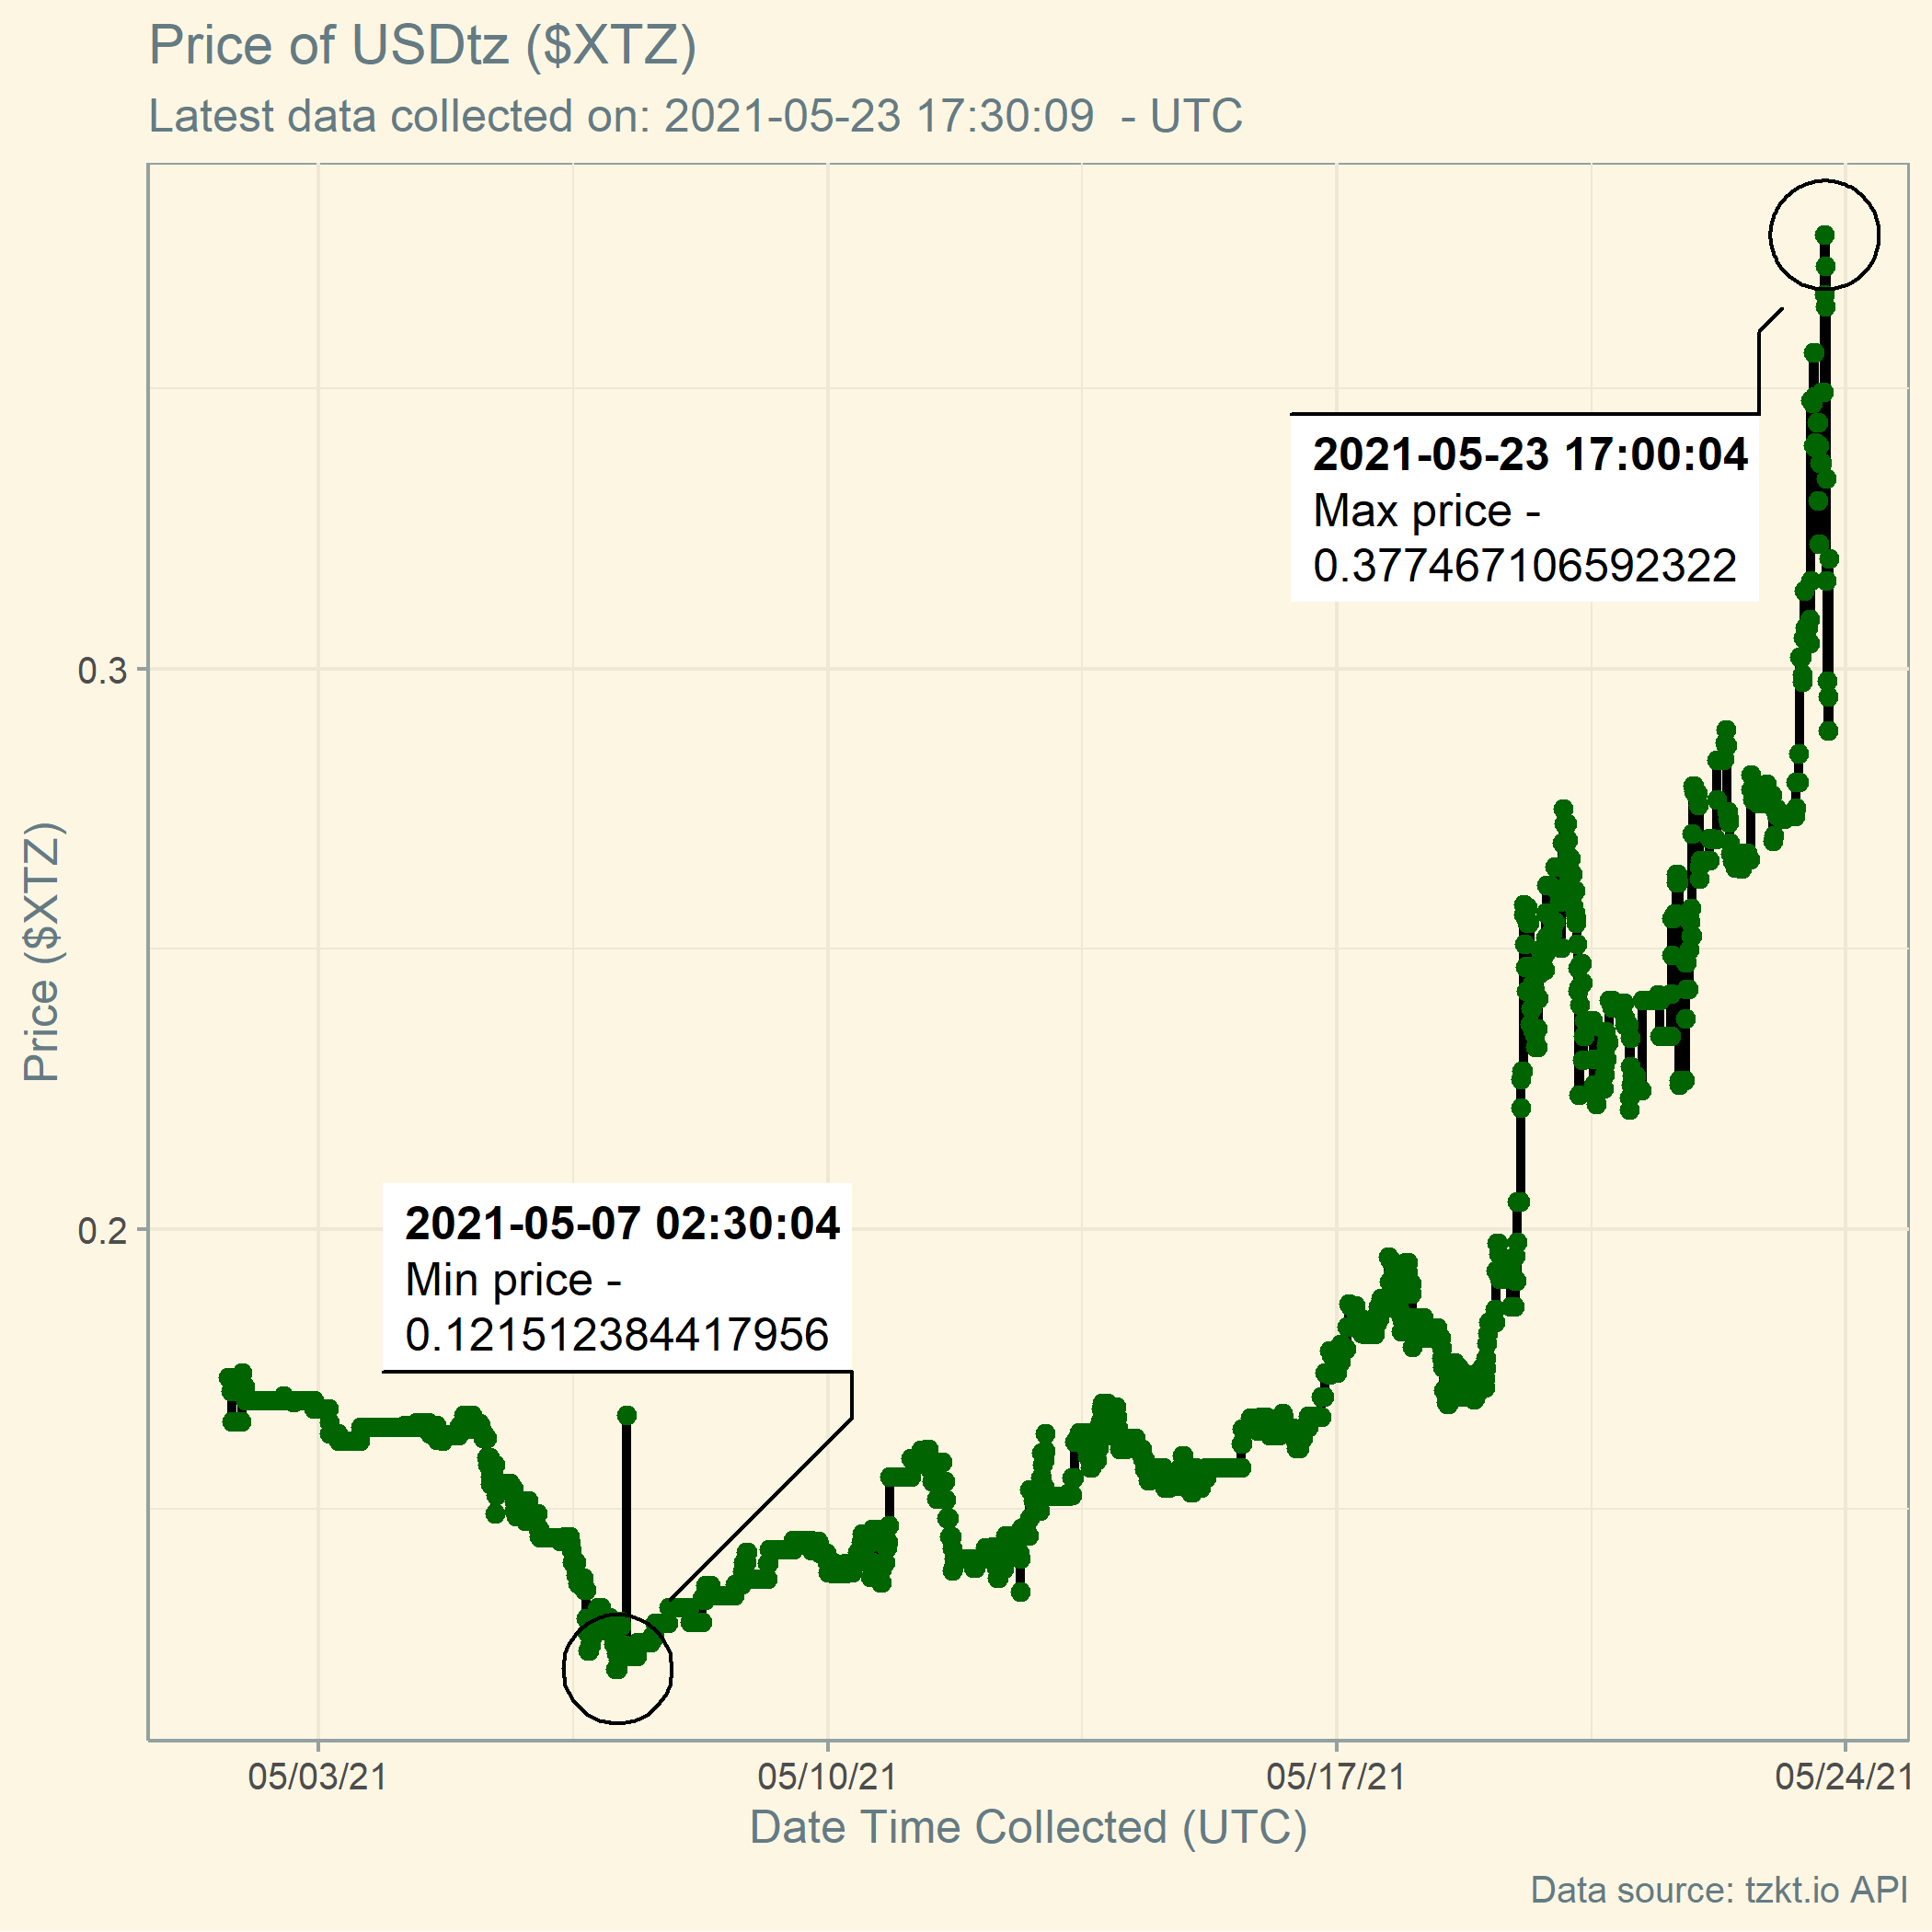 Price of USDtz ($XTZ)
Latest data collected on: 2021-05-23 17:30:09  - UTC
2021-05-23 17:00:04
Max price -
0.377467106592322
0.3
Price ($XTZ)
0.2
2021-05-07 02:30:04
Min price -
0.121512384417956
05/03/21
05/10/21
05/17/21
05/24/21
Date Time Collected (UTC)
Data source: tzkt.io API